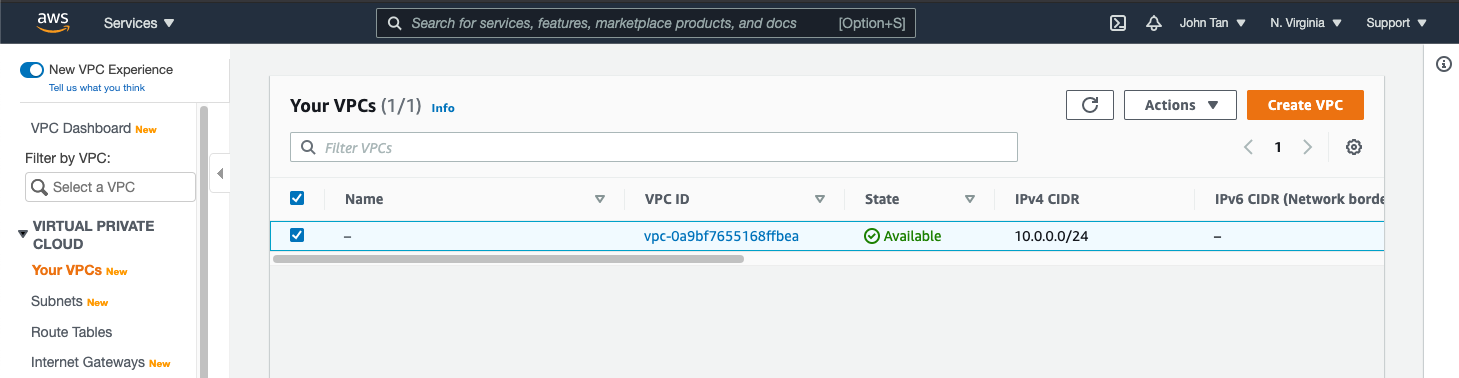 aws Services Search for services, features, marketplace products, and docs [Option+S] John Tan N. Virginia Support
New VPC Experience
Tell us what you think
VPC Dashboard New
Filter by VPC:
Select a VPC
VIRTUAL PRIVATE
CLOUD
Your VPCs New
Subnets New
Route Tables
Internet Gateways New
Your VPCs (1/1) Info Actions Create VPC
Filter VPCs 1
Name VPC ID State IPv4 CIDR IPv6 CIDR (Network borde
– vpc-0a9bf7655168ffbea Available 10.0.0.0/24 –